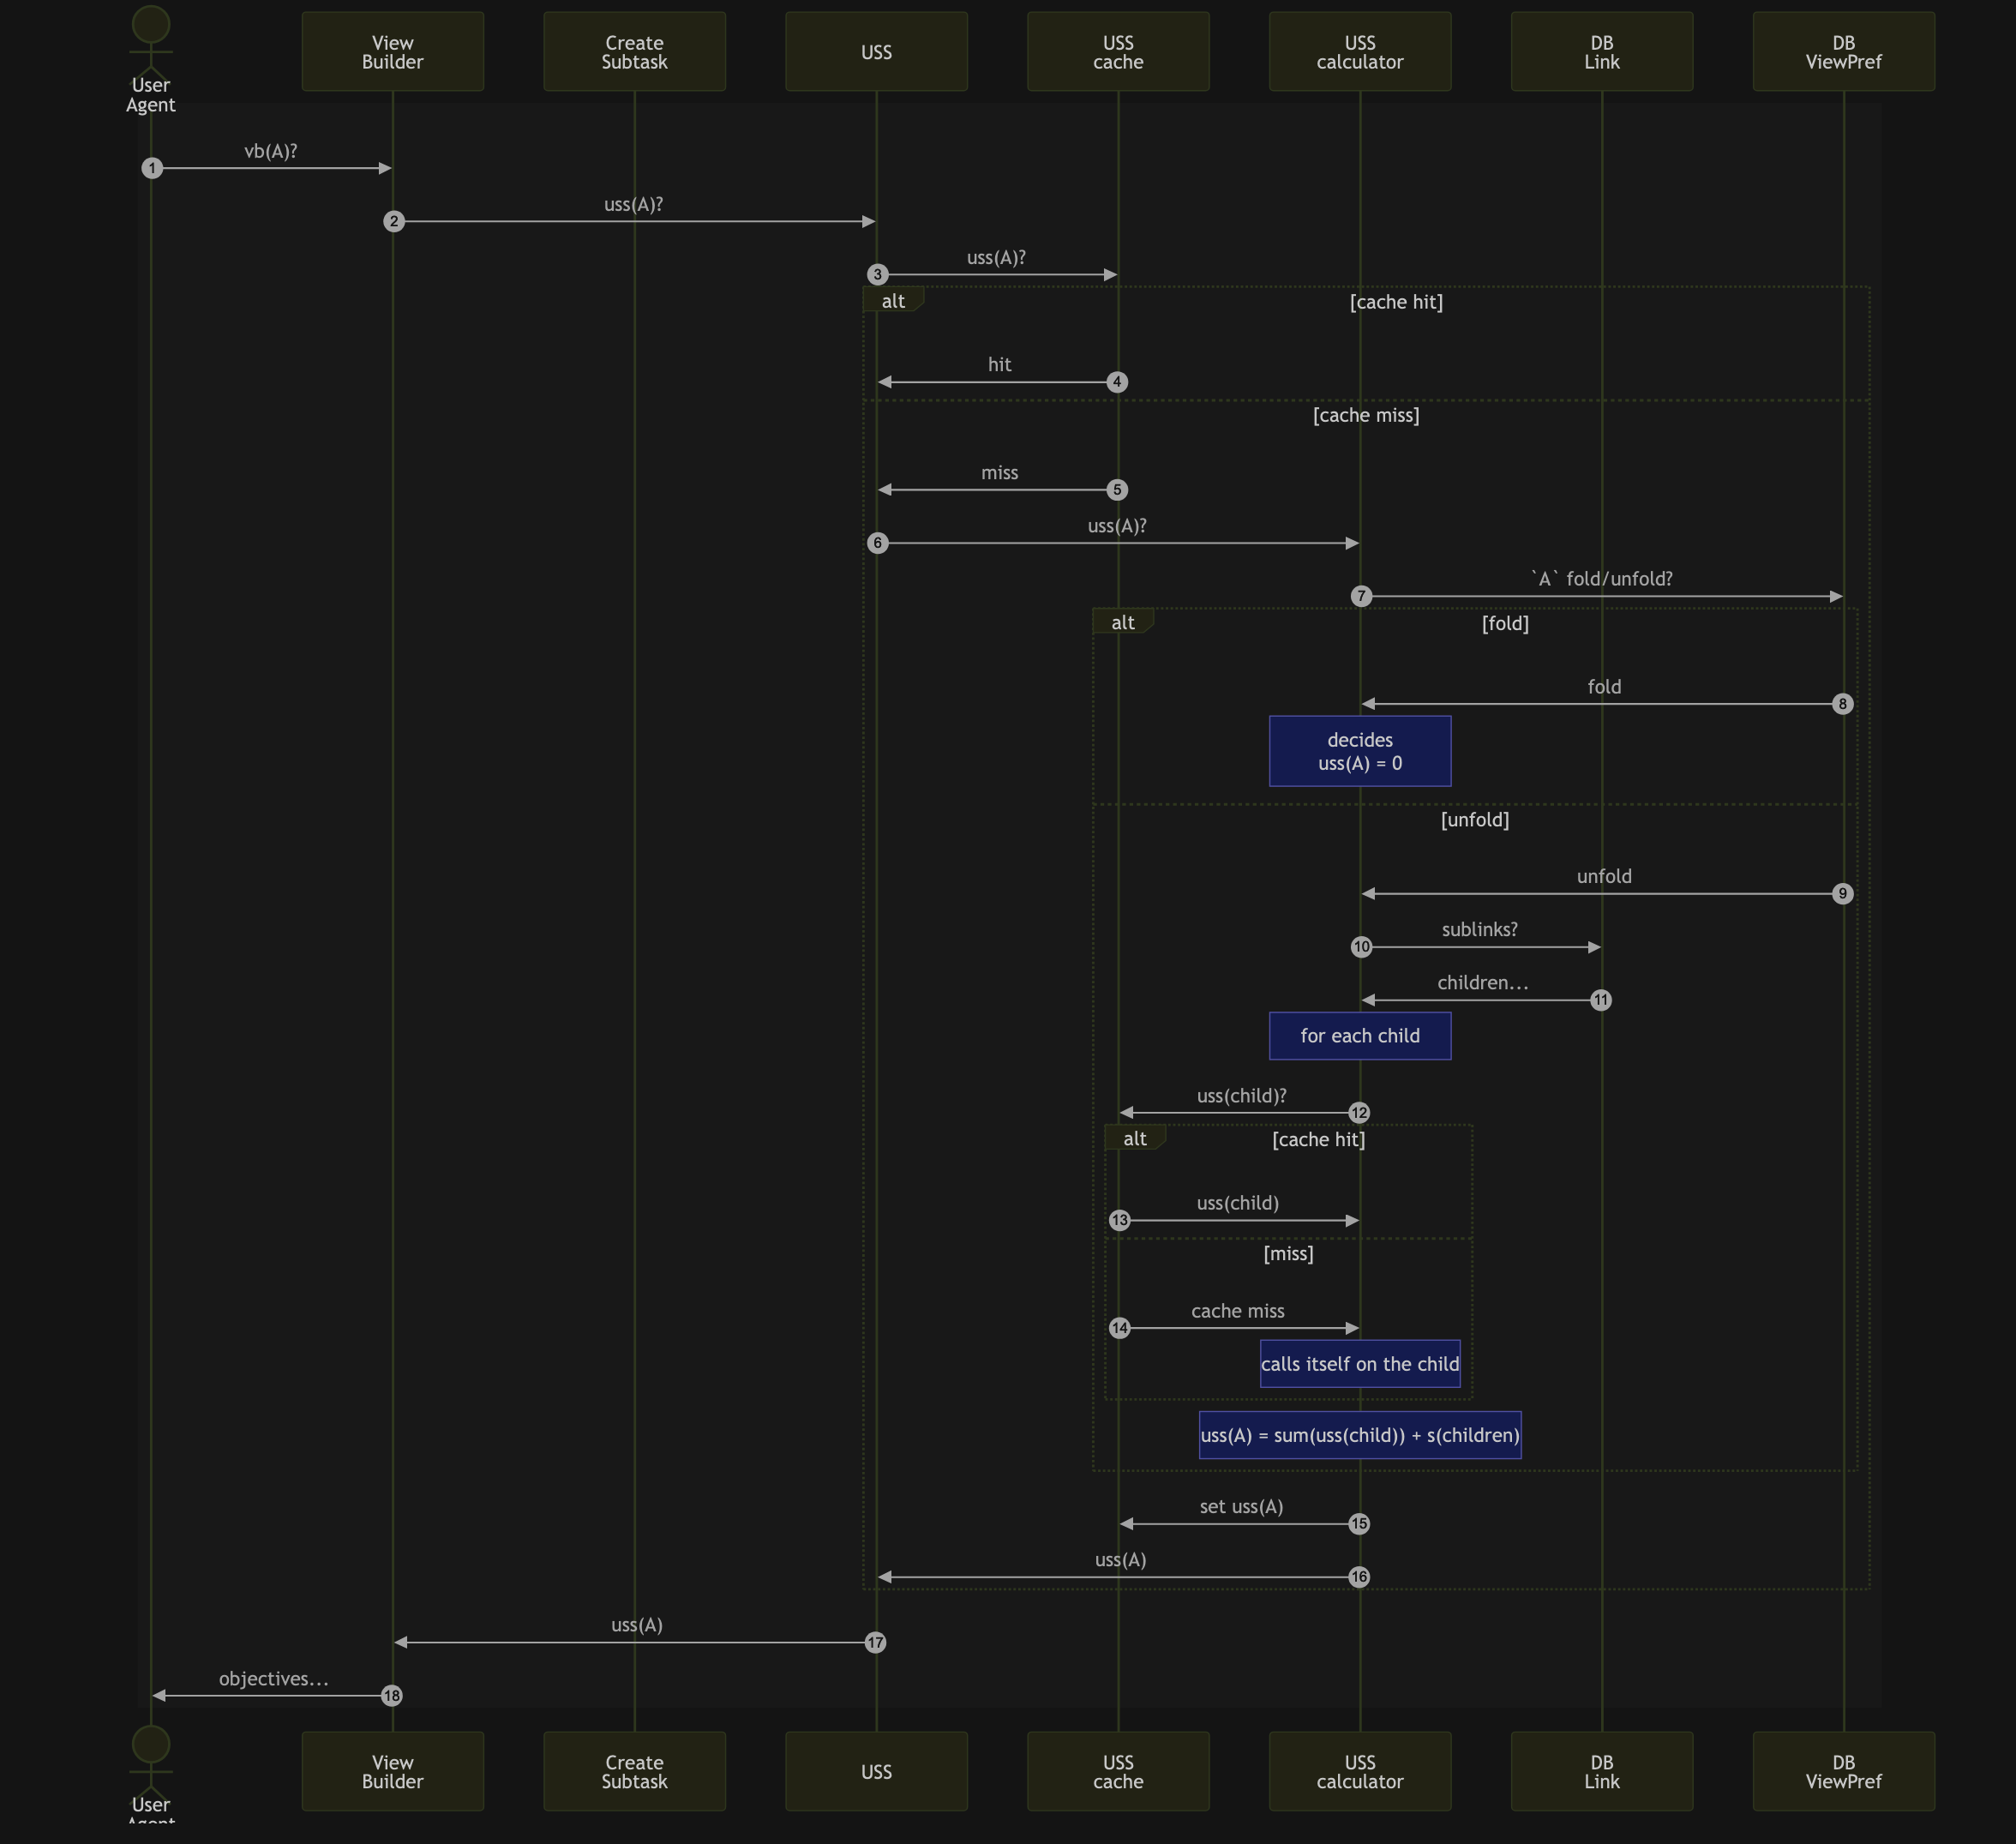 User
Agent
View
Builder
Create
Subtask
USS
USS
cache
USS
calculator
DB
Link
DB
ViewPref
1
vb(A)?
2
uss(A)?
3
uss(A)?
alt
[cache hit]
hit
4
[cache miss]
miss
5
6
uss(A)?
7
`A` fold/unfold?
alt
[fold]
fold
8
decides
uss(A) = 0
[unfold]
unfold
9
10
sublinks?
children...
11
for each child
uss(child)?
12
alt
[cache hit]
13
uss(child)
[miss]
14
cache miss
calls itself on the child
uss(A) = sum(uss(child)) + s(children)
set uss(A)
15
uss(A)
16
uss(A)
17
objectives...
18
User
Agent
View
Builder
Create
Subtask
USS
USS
cache
USS
calculator
DB
Link
DB
ViewPref